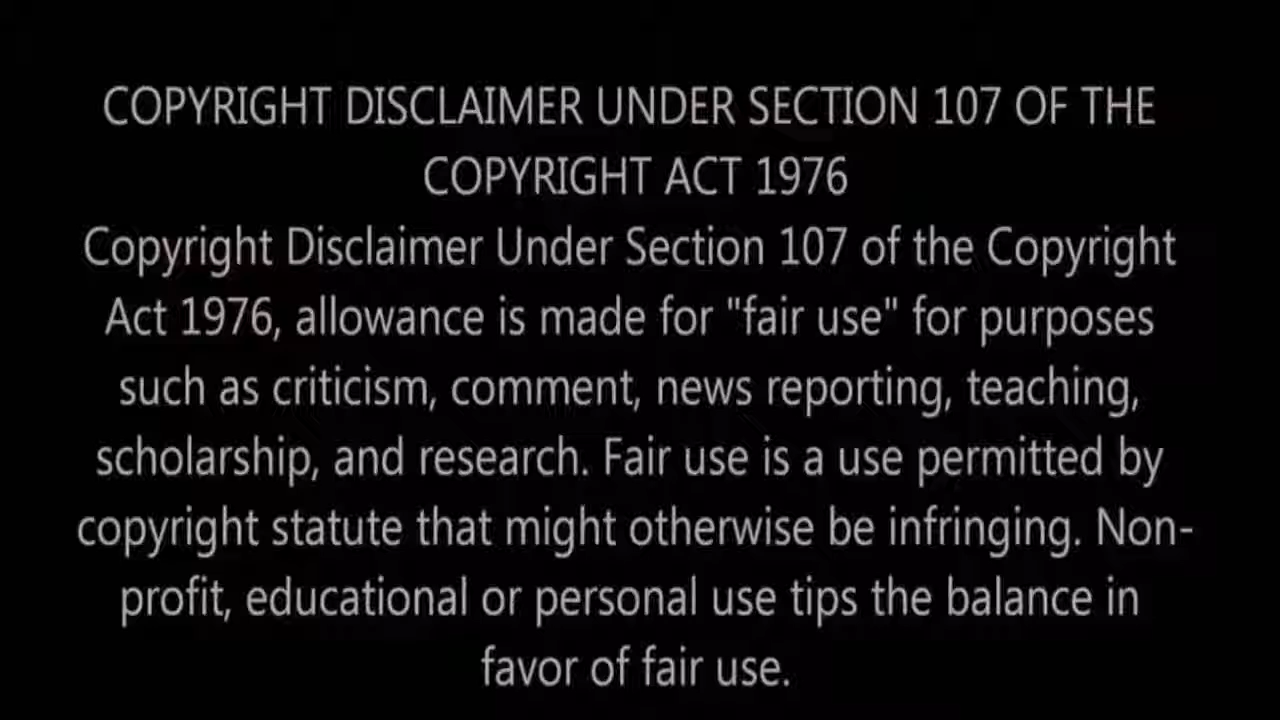 COPYRIGHT DISCLAIMER UNDER SECTION 107 OF THE
COPYRIGHT ACT 1976
Copyright Disclaimer Under Section 107 of the Copyright
Act 1976, allowance is made for "fair use" for purposes
such as criticism, comment, news reporting, teaching,
scholarship, and research. Fair use is a use permitted by
copyright statute that might otherwise be infringing. Non-
profit, educational or personal use tips the balance in
favor of fair use.